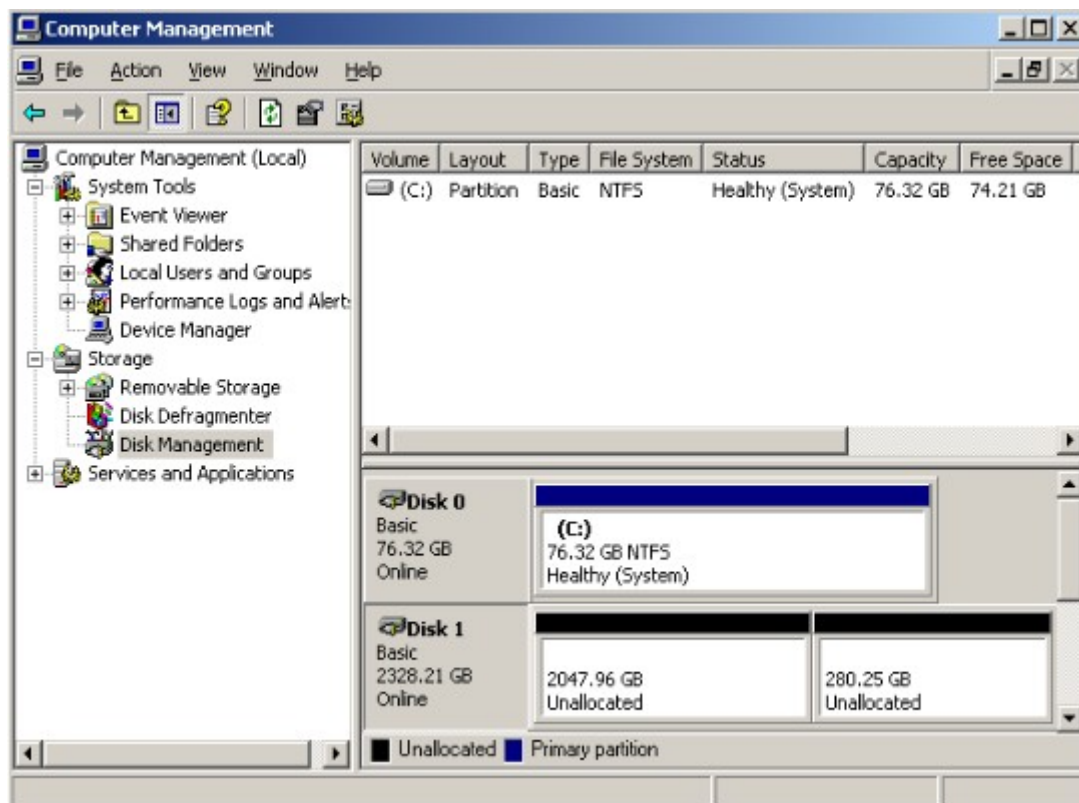 Computer Management
File Action View Window Help
Computer Management (Local)
System Tools
Event Viewer
Shared Folders
Local Users and Groups
Performance Logs and Alert
Device Manager
Storage
Removable Storage
Disk Defragmenter
Disk Management
Services and Applications
Volume Layout Type File System Status Capacity Free Space
(C:) Partition Basic NTFS Healthy (System) 76.32 GB 74.21 GB
Disk 0
Basic
76.32 GB
Online
(C:)
76.32 GB NTFS
Healthy (System)
Disk 1
Basic
2328.21 GB
Online
2047.96 GB
Unallocated
280.25 GB
Unallocated
Unallocated Primary partition